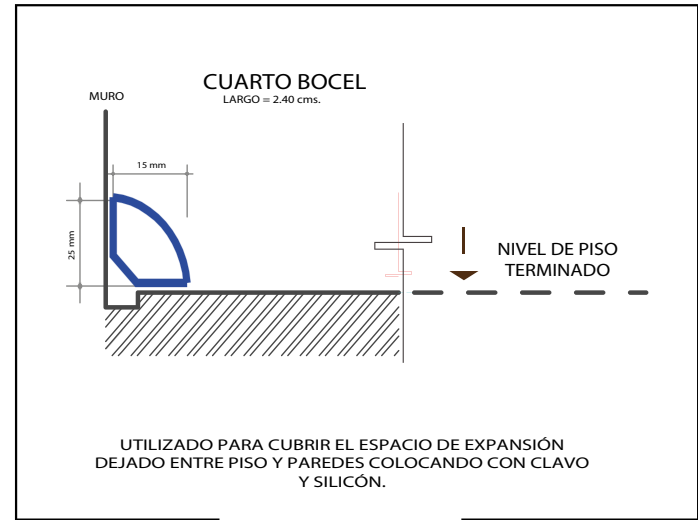 CUARTO BOCEL
LARGO = 2.40 cms.
MURO
15 mm
25 mm
NIVEL DE PISO
TERMINADO
UTILIZADO PARA CUBRIR EL ESPACIO DE EXPANSIÓN
DEJADO ENTRE PISO Y PAREDES COLOCANDO CON CLAVO
Y SILICÓN.